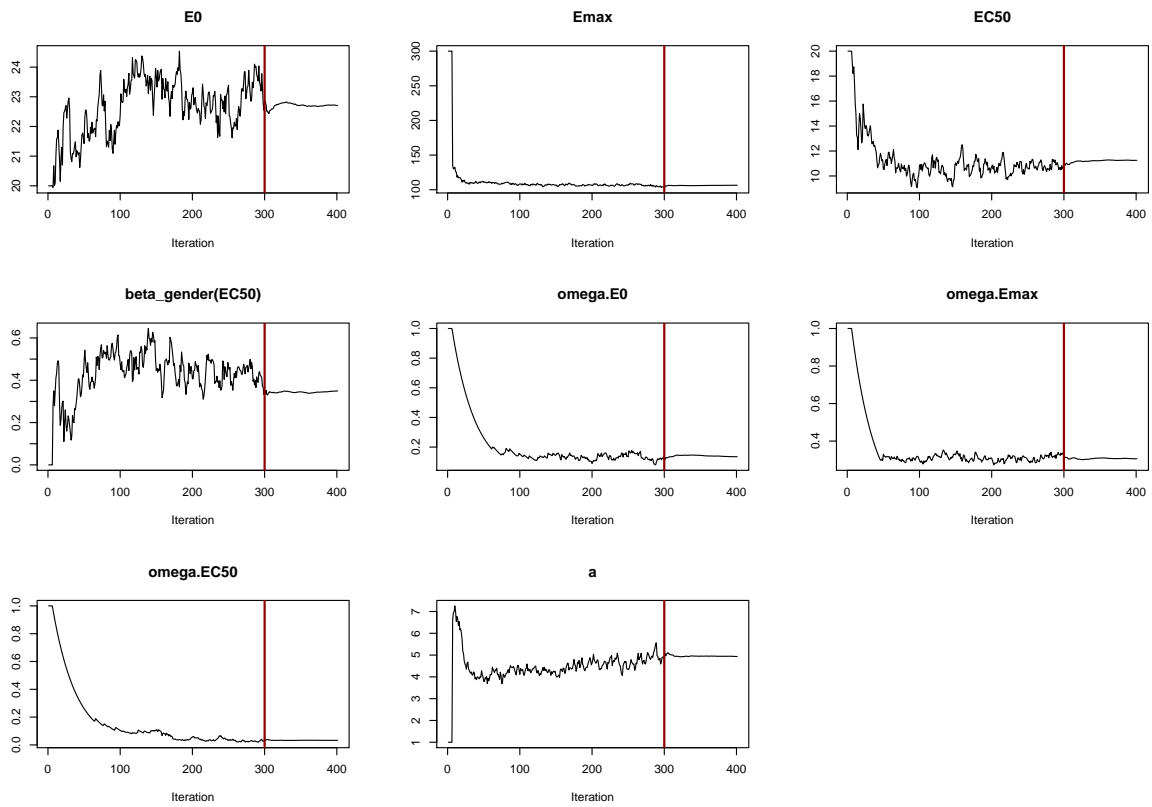 E0
Emax
EC50
20 21 22 23 24
100 150 200 250 300
10 12 14 16 18 20
0 100 200 300 400
0 100 200 300 400
0 100 200 300 400
Iteration
Iteration
Iteration
beta_gender(EC50)
omega.E0
omega.Emax
0.0 0.2 0.4 0.6
0.2 0.4 0.6 0.8 1.0
0.4 0.6 0.8 1.0
0 100 200 300 400
0 100 200 300 400
0 100 200 300 400
Iteration
Iteration
Iteration
omega.EC50
a
0.0 0.2 0.4 0.6 0.8 1.0
1 2 3 4 5 6 7
0 100 200 300 400
0 100 200 300 400
Iteration
Iteration